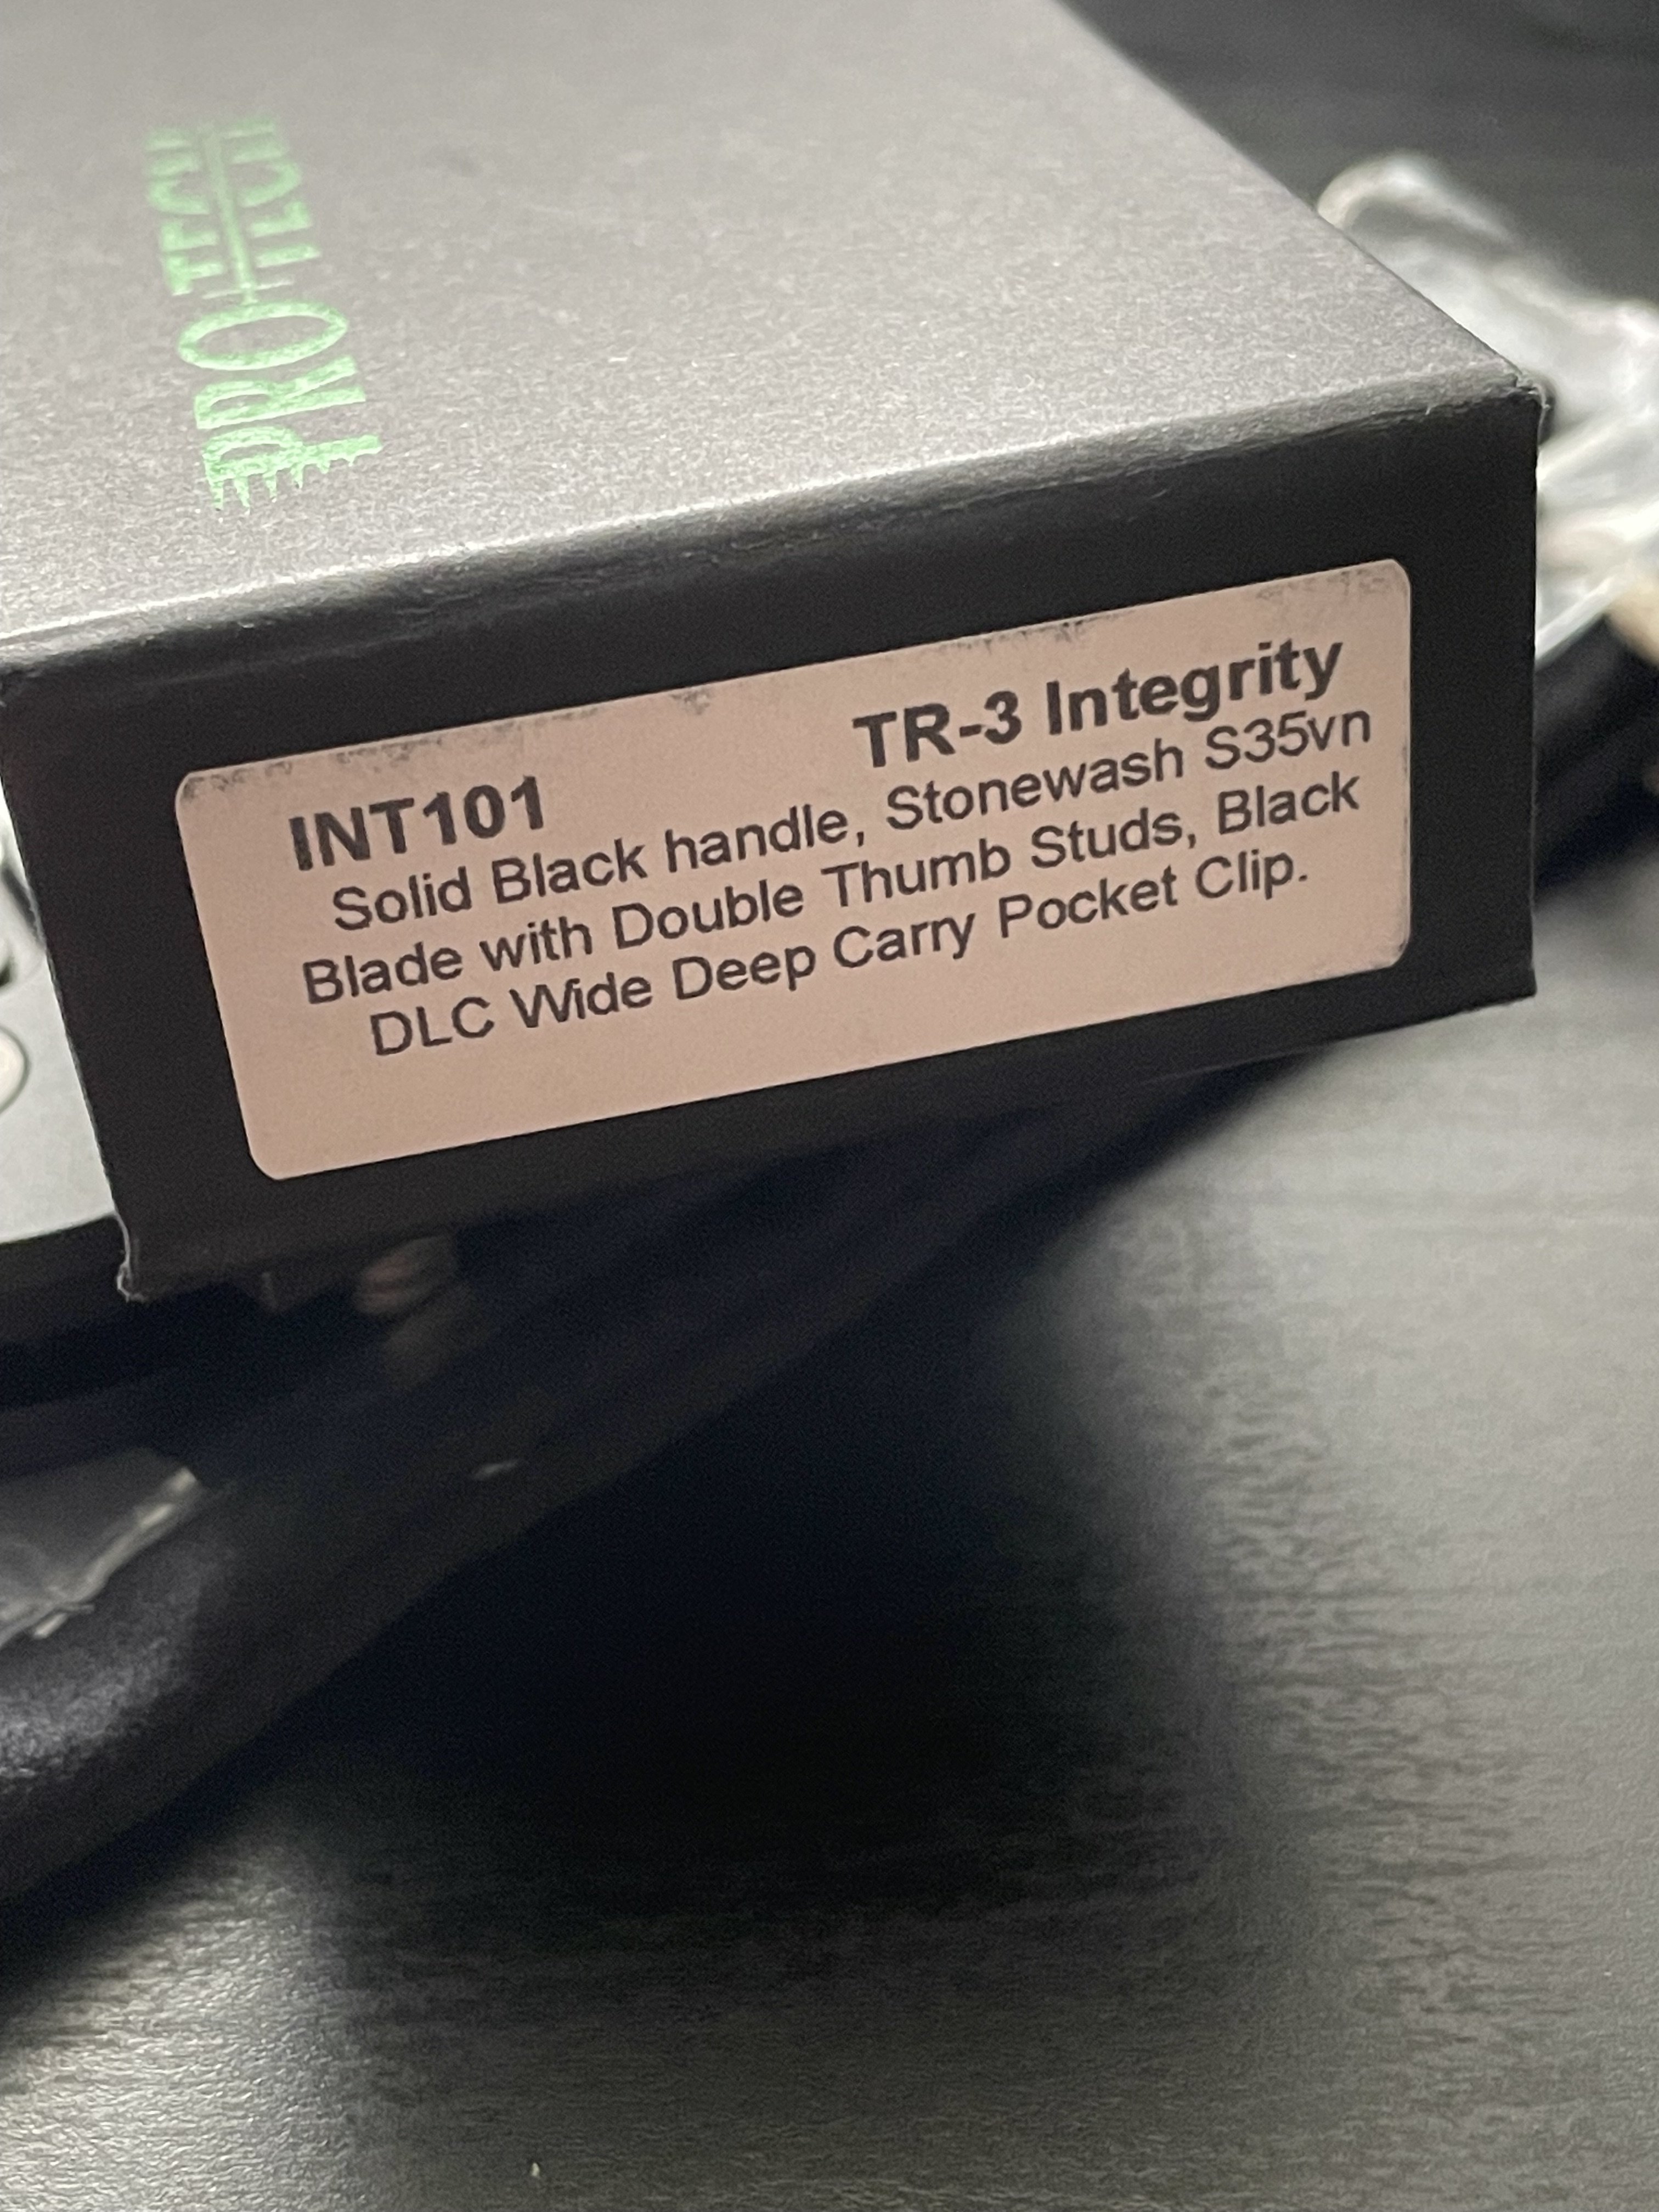 PRO-TECH
INT101 TR-3 Integrity
Solid Black handle, Stonewash S35vn
Blade with Double Thumb Studs, Black
DLC Wide Deep Carry Pocket Clip.